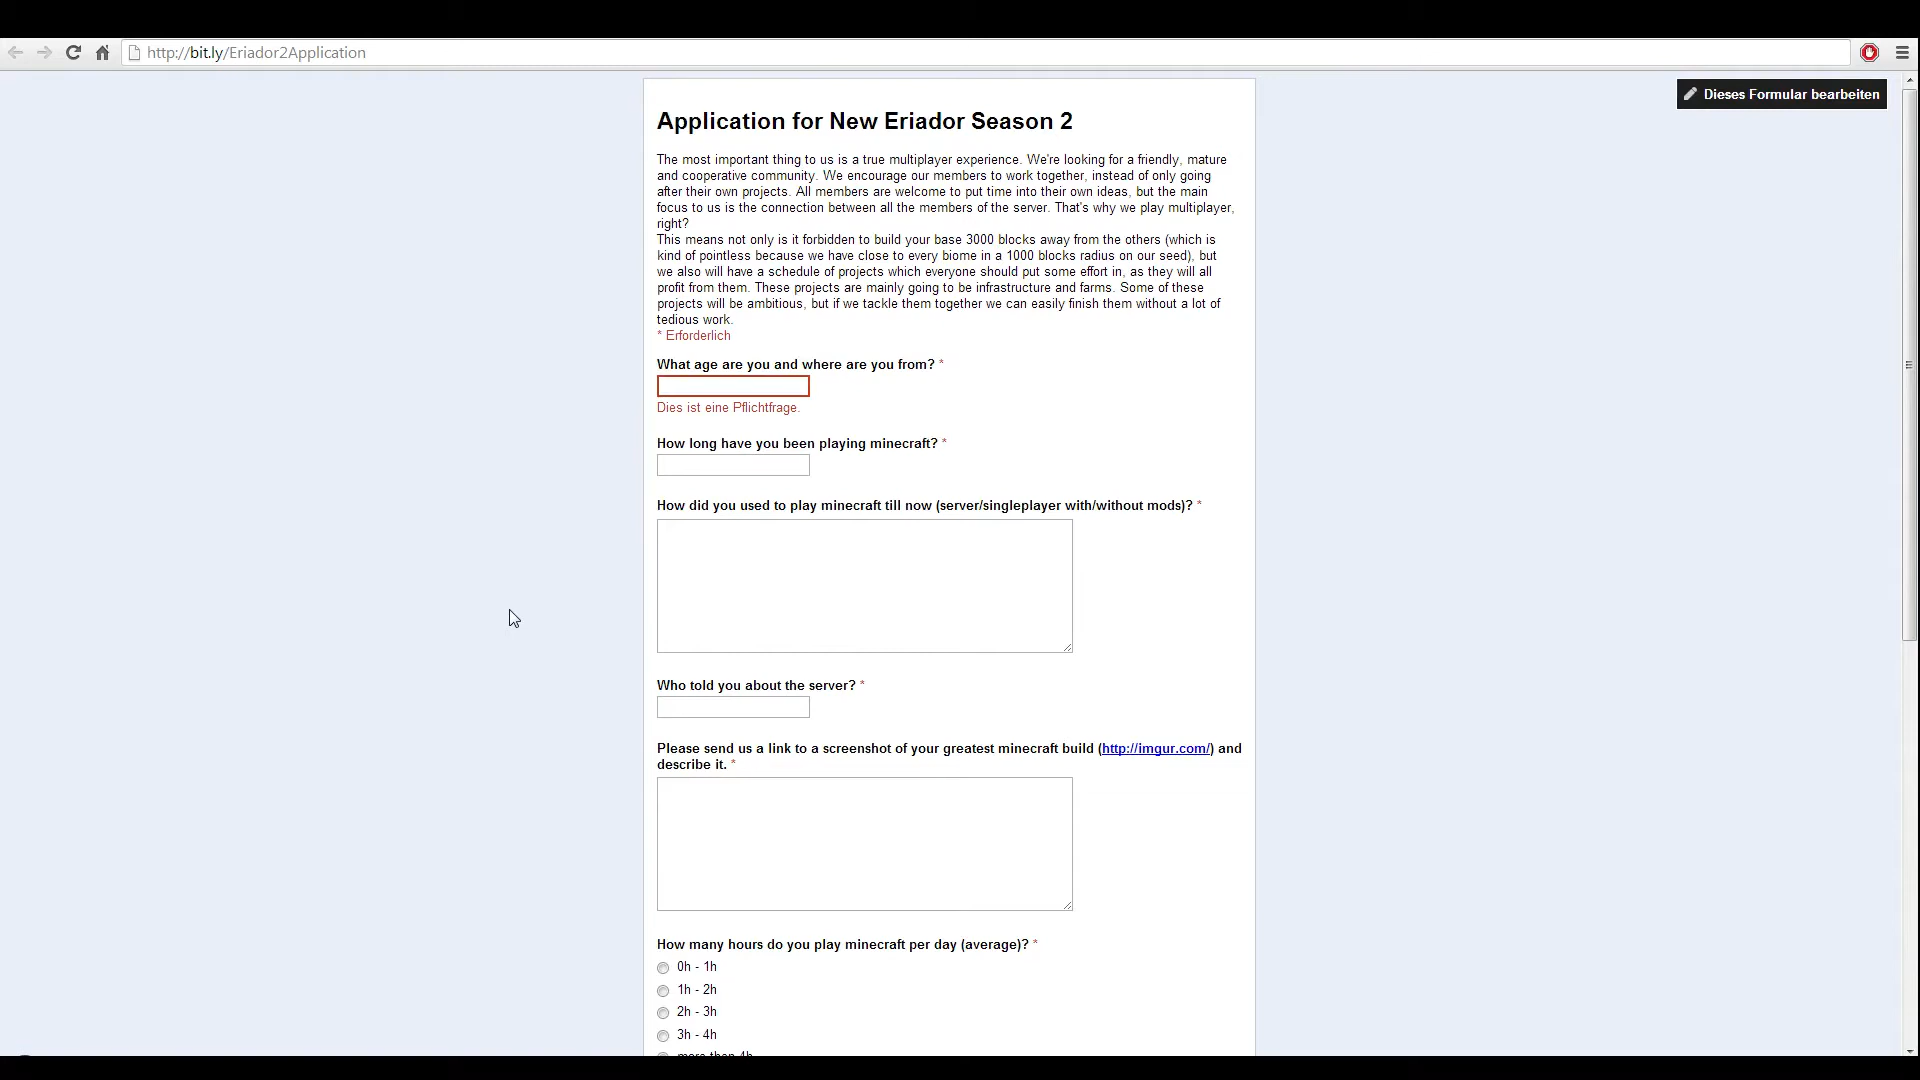 http://bit.ly/Eriador2Application
Dieses Formular bearbeiten
Application for New Eriador Season 2
The most important thing to us is a true multiplayer experience. We're looking for a friendly, mature
and cooperative community. We encourage our members to work together, instead of only going
after their own projects. All members are welcome to put time into their own ideas, but the main
focus to us is the connection between all the members of the server. That's why we play multiplayer,
right?
This means not only is it forbidden to build your base 3000 blocks away from the others (which is
kind of pointless because we have close to every biome in a 1000 blocks radius on our seed), but
we also will have a schedule of projects which everyone should put some effort in, as they will all
profit from them. These projects are mainly going to be infrastructure and farms. Some of these
projects will be ambitious, but if we tackle them together we can easily finish them without a lot of
tedious work.
* Erforderlich
What age are you and where are you from? *
Dies ist eine Pflichtfrage.
How long have you been playing minecraft? *
How did you used to play minecraft till now (server/singleplayer with/without mods)? *
Who told you about the server? *
Please send us a link to a screenshot of your greatest minecraft build (http://imgur.com/) and
describe it. *
How many hours do you play minecraft per day (average)? *
0h - 1h
1h - 2h
2h - 3h
3h - 4h
more than 4h